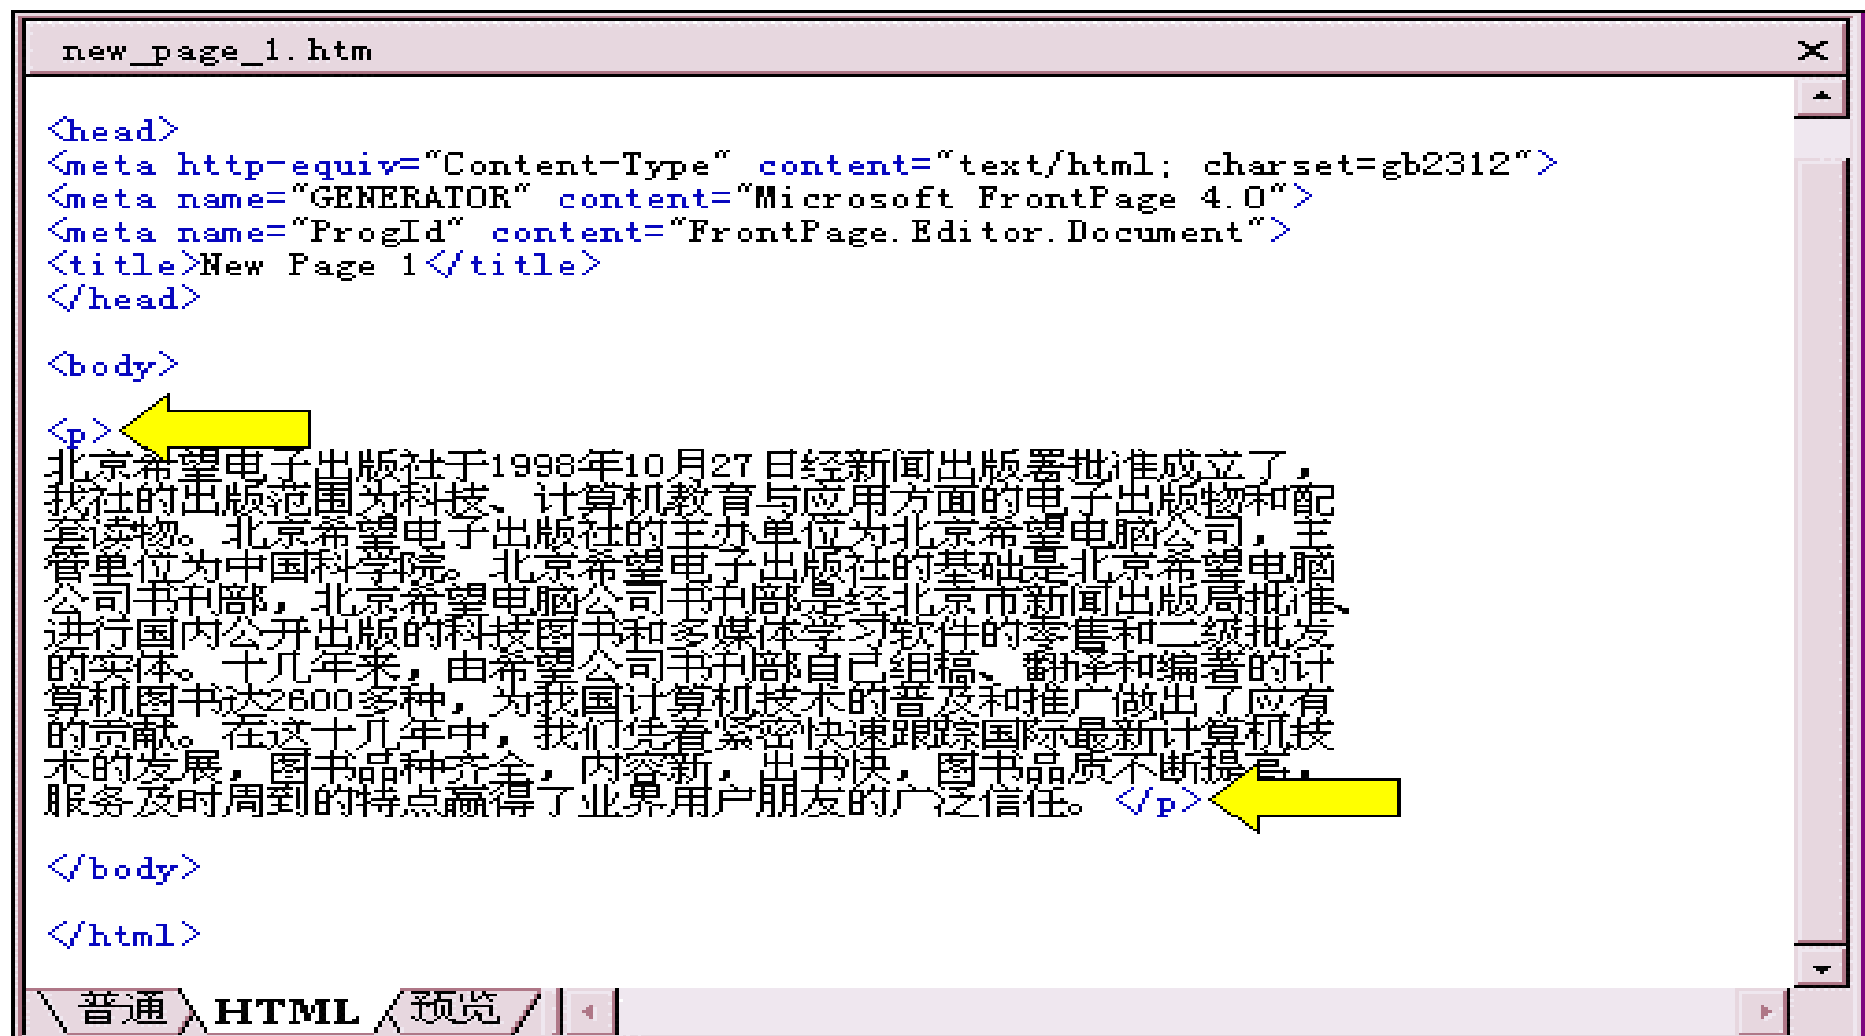 new_page_1.htm
<head>
<meta http-equiv="Content-Type" content="text/html; charset=gb2312">
<meta name="GENERATOR" content="Microsoft FrontPage 4.0">
<meta name="ProgId" content="FrontPage.Editor.Document">
<title>New Page 1</title>
</head>
<body>
<p>
北京希望电子出版社于1998年10月27日经新闻出版署批准成立了，
我社的出版范围为科技、计算机教育与应用方面的电子出版物和配
套读物。北京希望电子出版社的主办单位为北京希望电脑公司，主
管单位为中国科学院。北京希望电子出版社的基础是北京希望电脑
公司书刊部，北京希望电脑公司书刊部是经北京市新闻出版局批准、
进行国内公开出版的科技图书和多媒体学习软件的零售和二级批发
的实体。十几年来，由希望公司书刊部自己组稿、翻译和编著的计
算机图书达2600多种，为我国计算机技术的普及和推广做出了应有
的贡献。在这十几年中，我们凭着紧密快速跟踪国际最新计算机技
术的发展，图书品种齐全，内容新，出书快，图书品质不断提高，
服务及时周到的特点赢得了业界用户朋友的广泛信任。</p>
</body>
</html>
普通 HTML 预览